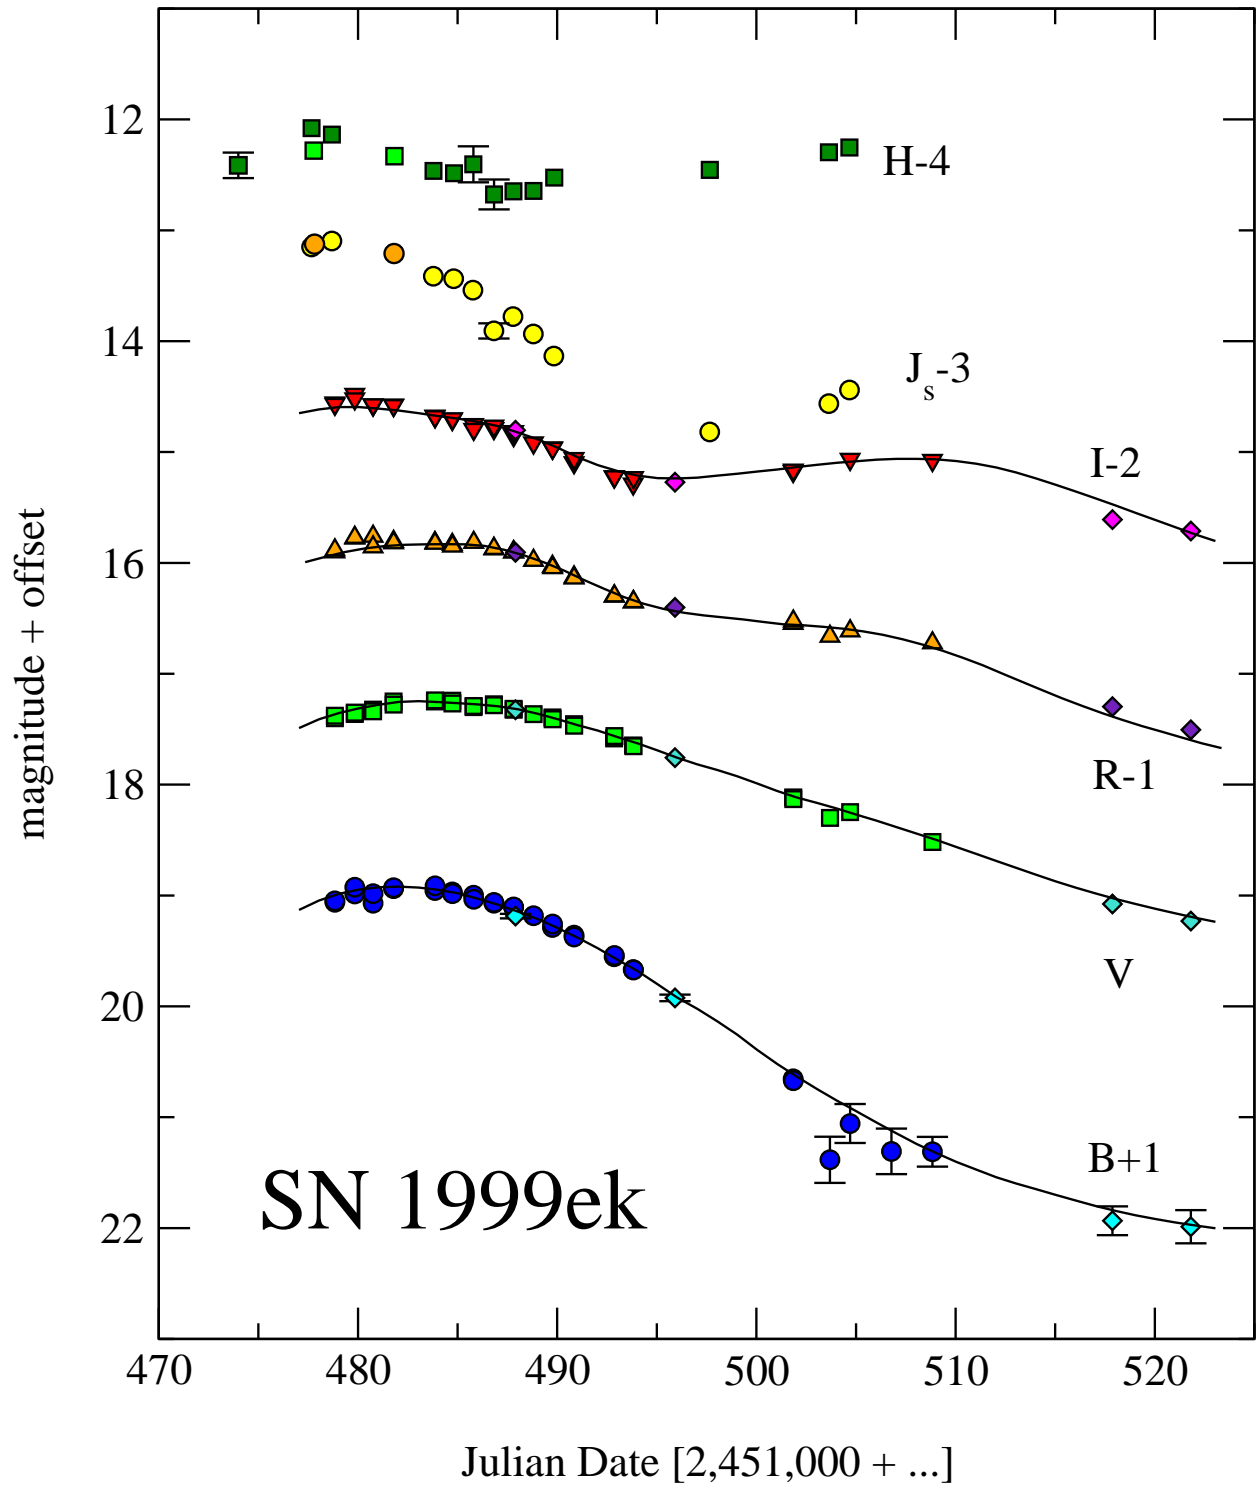 12
H-4
14
Js-3
I-2
16
magnitude + offset
R-1
18
V
20
B+1
SN 1999ek
22
470 480 490 500 510 520
Julian Date [2,451,000 + ...]